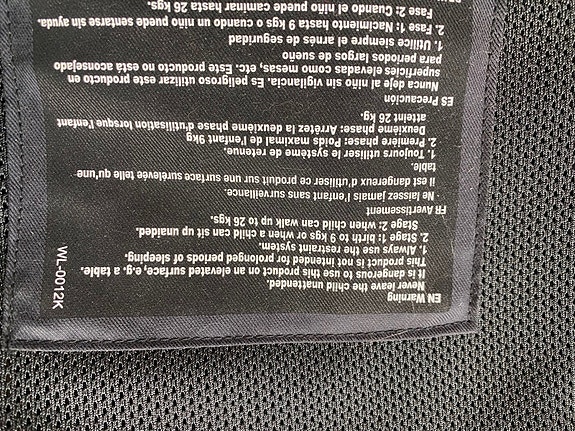 EN Warning
Never leave the child unattended.
It is dangerous to use this product on an elevated surface, e.g. a table.
This product is not intended for prolonged periods of sleeping.
1. Always use the restraint system.
2. Stage 1: birth to 9 kgs or when a child can sit up unaided.
Stage 2: when child can walk up to 26 kgs.
FR Avertissement
Ne laissez jamais l'enfant sans surveillance.
il est dangereux d'utiliser ce produit sur une surface surélevée telle qu'une
table.
1. Toujours utiliser le système de retenue.
2. Première phase: Poids maximal de l'enfant 9kg
Deuxième phase: Arrêtez la deuxième phase d'utilisation lorsque l'enfant
atteint 26 kg.
ES Precaución
Nunca deje al niño sin vigilancia. Es peligroso utilizar este producto en
superficies elevadas como mesas, etc. Este producto no está aconsejado
para periodos largos de sueño
1. Utilice siempre el arnés de seguridad
2. Fase 1: Nacimiento hasta 9 kgs o cuando un niño puede sin sentarse sin ayuda.
Fase 2: Cuando el niño puede caminar hasta 26 kgs.
WL-0012K